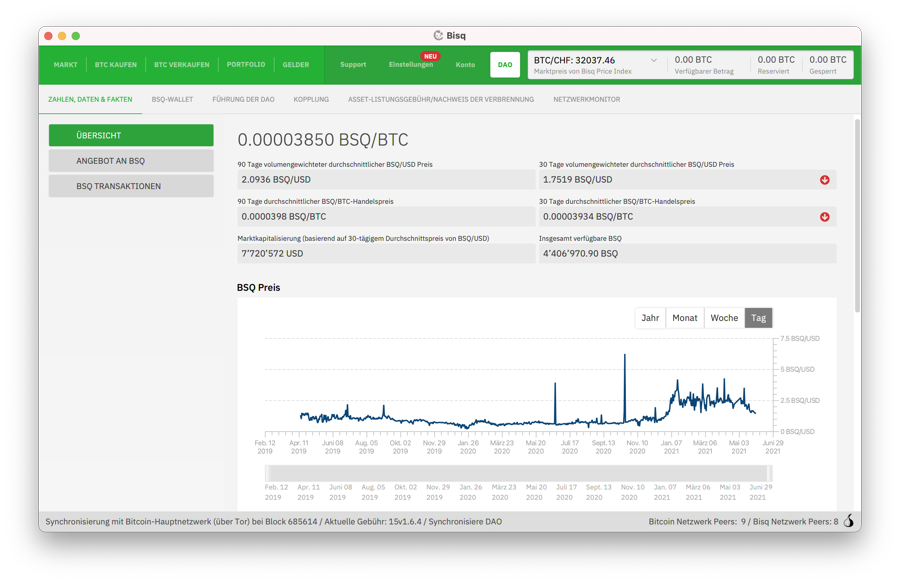 Bisq
MARKT BTC KAUFEN BTC VERKAUFEN PORTFOLIO GELDER Support Einstellungen NEU Konto DAO
BTC/CHF: 32037.46 0.00 BTC 0.00 BTC 0.00 BTC
Marktpreis von Bisq Price Index Verfügbarer Betrag Reserviert Gesperrt
ZAHLEN, DATEN & FAKTEN BSQ-WALLET FÜHRUNG DER DAO KOPPLUNG ASSET-LISTUNGSGEBÜHR/NACHWEIS DER VERBRENNUNG NETZWERKMONITOR
ÜBERSICHT
ANGEBOT AN BSQ
BSQ TRANSAKTIONEN
0.00003850 BSQ/BTC
90 Tage volumengewichteter durchschnittlicher BSQ/USD Preis 30 Tage volumengewichteter durchschnittlicher BSQ/USD Preis
2.0936 BSQ/USD 1.7519 BSQ/USD
90 Tage durchschnittlicher BSQ/BTC-Handelspreis 30 Tage durchschnittlicher BSQ/BTC-Handelspreis
0.0000398 BSQ/BTC 0.00003934 BSQ/BTC
Marktkapitalisierung (basierend auf 30-tägigem Durchschnittspreis von BSQ/USD) Insgesamt verfügbare BSQ
7’720’572 USD 4’406’970.90 BSQ
BSQ Preis
Jahr Monat Woche Tag
7.5 BSQ/USD
5 BSQ/USD
2.5 BSQ/USD
0 BSQ/USD
Feb. 12 Apr. 11 Juni 08 Aug. 05 Okt. 02 Nov. 29 Jan. 26 März 23 Mai 20 Juli 17 Sept. 13 Nov. 10 Jan. 07 März 06 Mai 03 Juni 29
2019 2019 2019 2019 2019 2019 2020 2020 2020 2020 2020 2020 2021 2021 2021 2021
Feb. 12 Apr. 11 Juni 08 Aug. 05 Okt. 02 Nov. 29 Jan. 26 März 23 Mai 20 Juli 17 Sept. 13 Nov. 10 Jan. 07 März 06 Mai 03 Juni 29
2019 2019 2019 2019 2019 2019 2020 2020 2020 2020 2020 2020 2021 2021 2021 2021
Synchronisierung mit Bitcoin-Hauptnetzwerk (über Tor) bei Block 685614 / Aktuelle Gebühr: 15v1.6.4 / Synchronisiere DAO Bitcoin Netzwerk Peers: 9 / Bisq Netzwerk Peers: 8